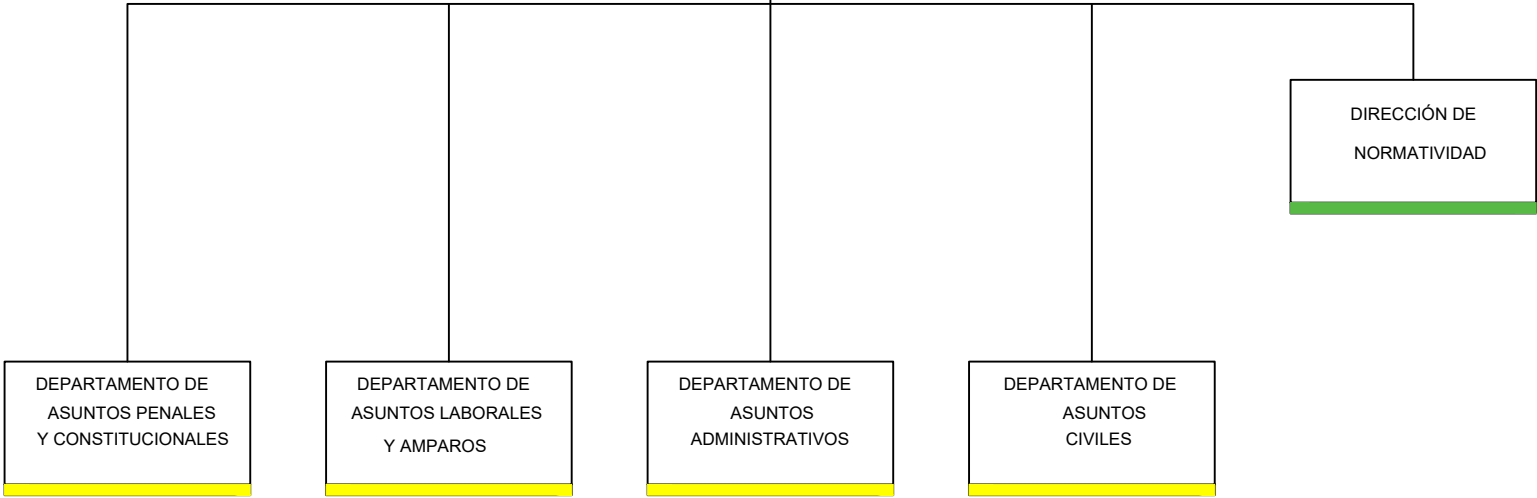 DIRECCIÓN DE
NORMATIVIDAD
DEPARTAMENTO DE
ASUNTOS PENALES
Y CONSTITUCIONALES
DEPARTAMENTO DE
ASUNTOS LABORALES
Y AMPAROS
DEPARTAMENTO DE
ASUNTOS
ADMINISTRATIVOS
DEPARTAMENTO DE
ASUNTOS
CIVILES